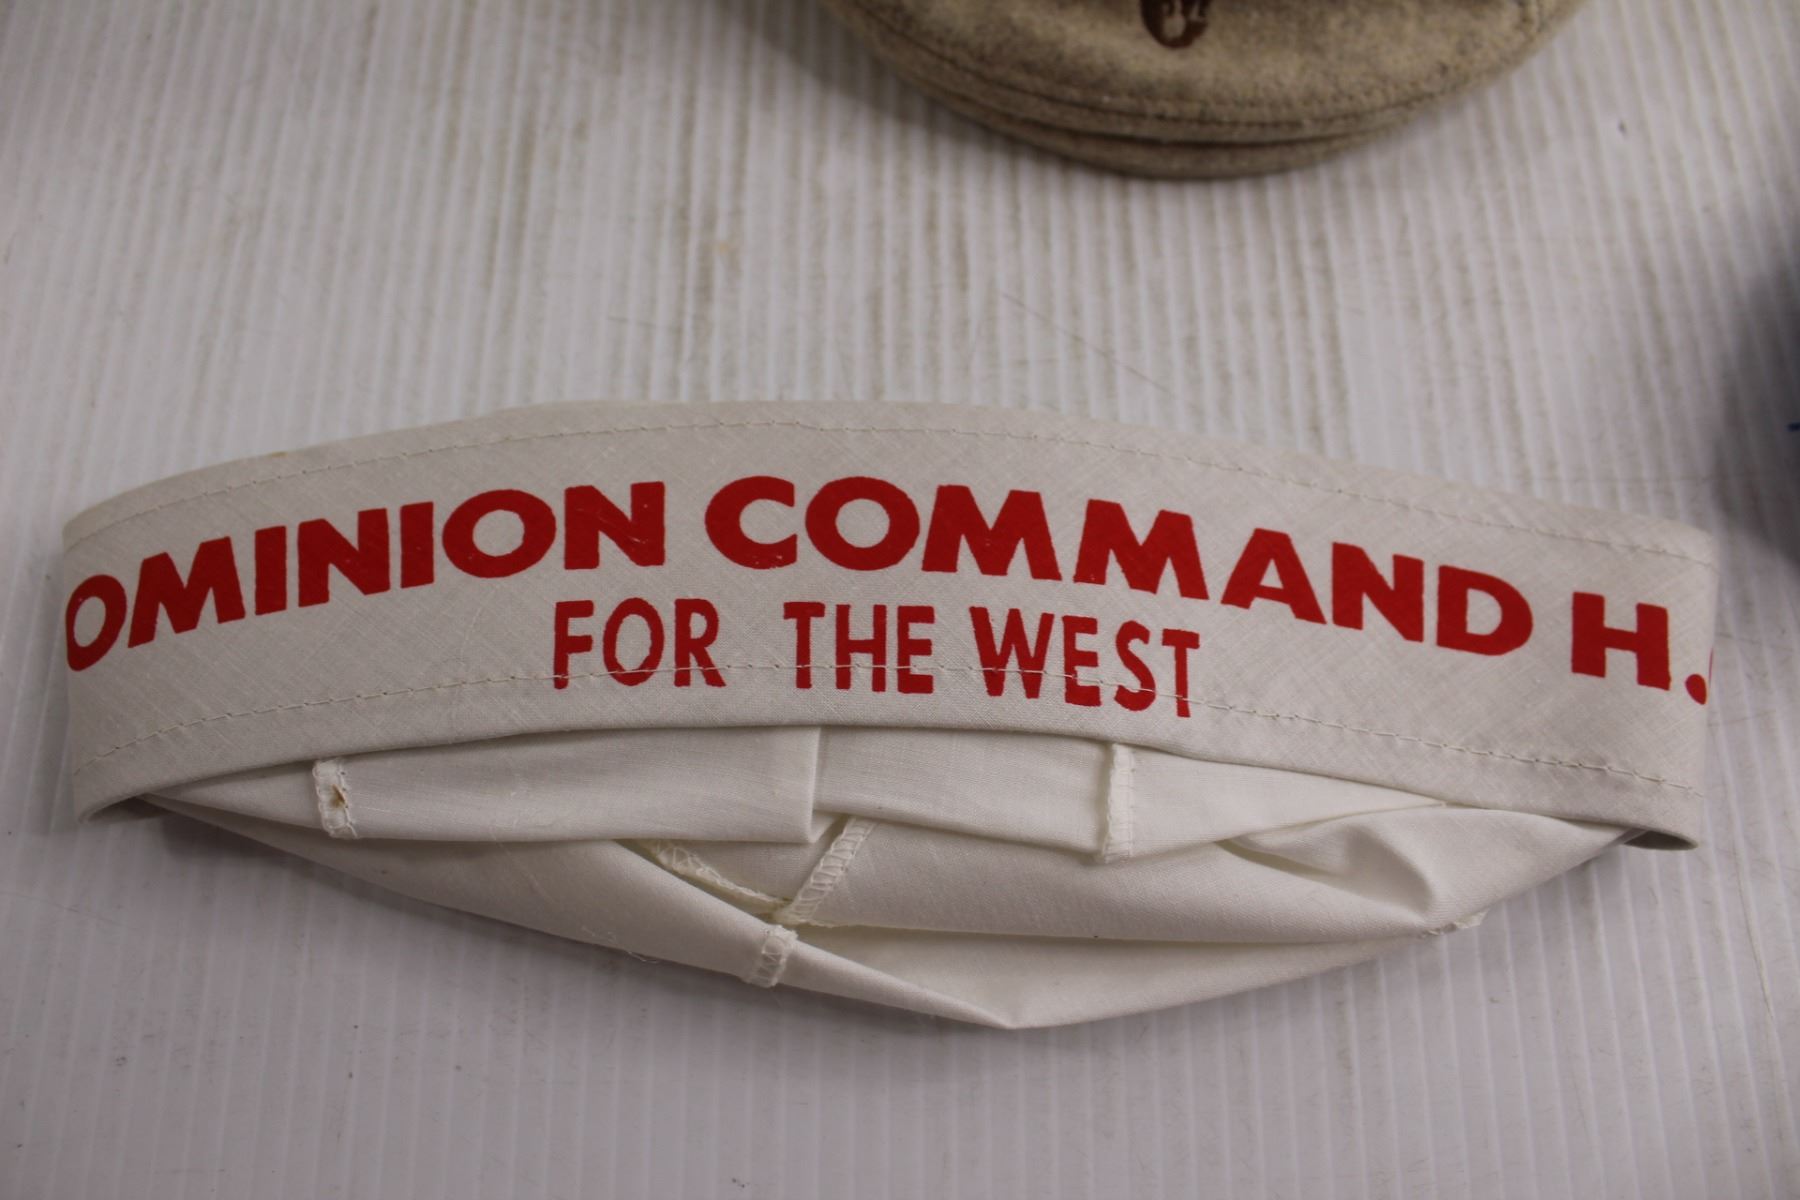 OMINION COMMAND H.
FOR THE WEST